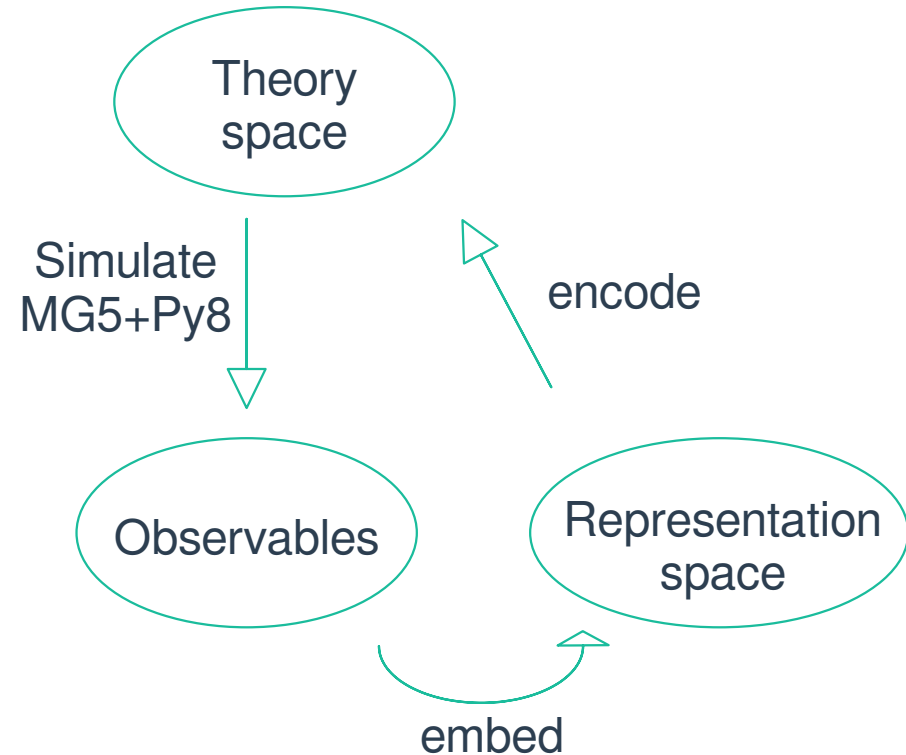 Theory
space
Simulate
MG5+Py8
encode
Observables
Representation
space
embed